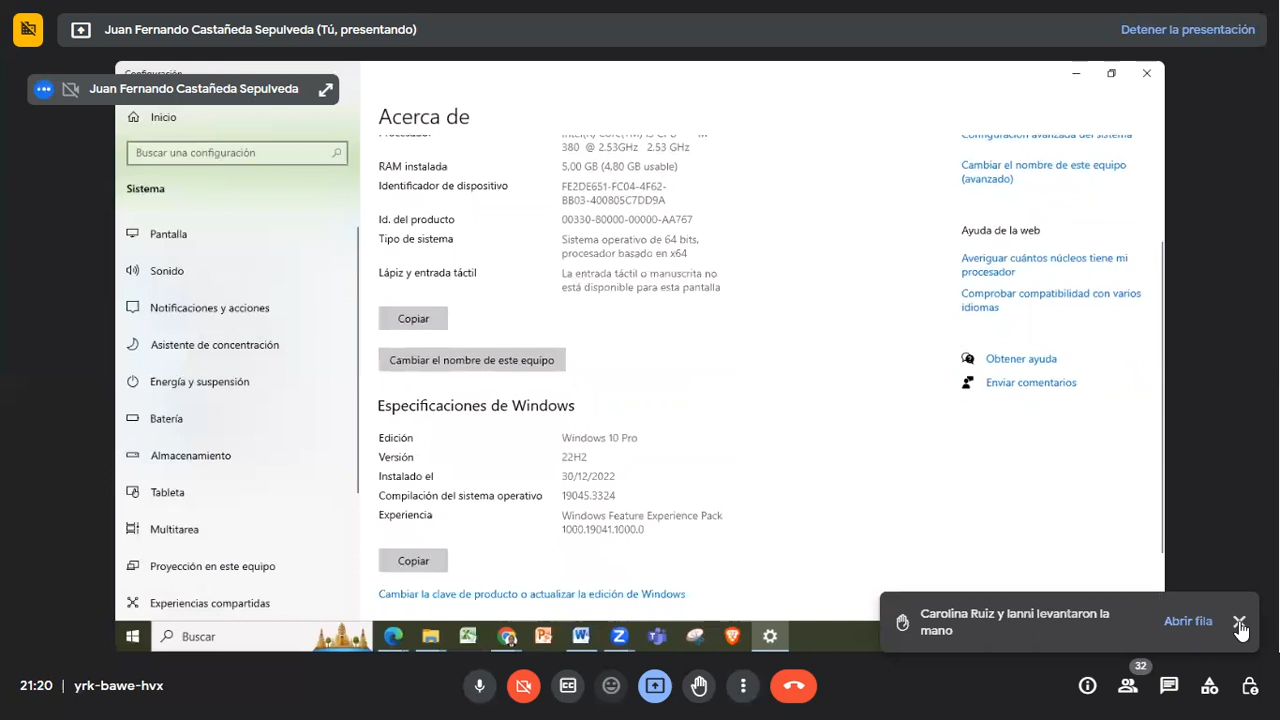 Juan Fernando Castañeda Sepulveda (Tú, presentando)
Detener la presentación
Configuración
Juan Fernando Castañeda Sepulveda
Inicio
Buscar una configuración
Sistema
Pantalla
Sonido
Notificaciones y acciones
Asistente de concentración
Energía y suspensión
Batería
Almacenamiento
Tableta
Multitarea
Proyección en este equipo
Experiencias compartidas
Acerca de
Procesador
380 @ 2.53GHz 2.53 GHz
RAM instalada
5,00 GB (4,80 GB usable)
Identificador de dispositivo
FE2DE651-FC04-4F62-
BB03-400805C7DD9A
Id. del producto
00330-80000-00000-AA767
Tipo de sistema
Sistema operativo de 64 bits,
procesador basado en x64
Lápiz y entrada táctil
La entrada táctil o manuscrita no
está disponible para esta pantalla
Copiar
Cambiar el nombre de este equipo
Especificaciones de Windows
Edición
Windows 10 Pro
Versión
22H2
Instalado el
30/12/2022
Compilación del sistema operativo
19045.3324
Experiencia
Windows Feature Experience Pack
1000.19041.1000.0
Copiar
Cambiar la clave de producto o actualizar la edición de Windows
Configuración avanzada del sistema
Cambiar el nombre de este equipo
(avanzado)
Ayuda de la web
Averiguar cuántos núcleos tiene mi
procesador
Comprobar compatibilidad con varios
idiomas
Obtener ayuda
Enviar comentarios
Carolina Ruiz y Ianni levantaron la
mano
Abrir fila
Buscar
21:20
yrk-bawe-hvx
32